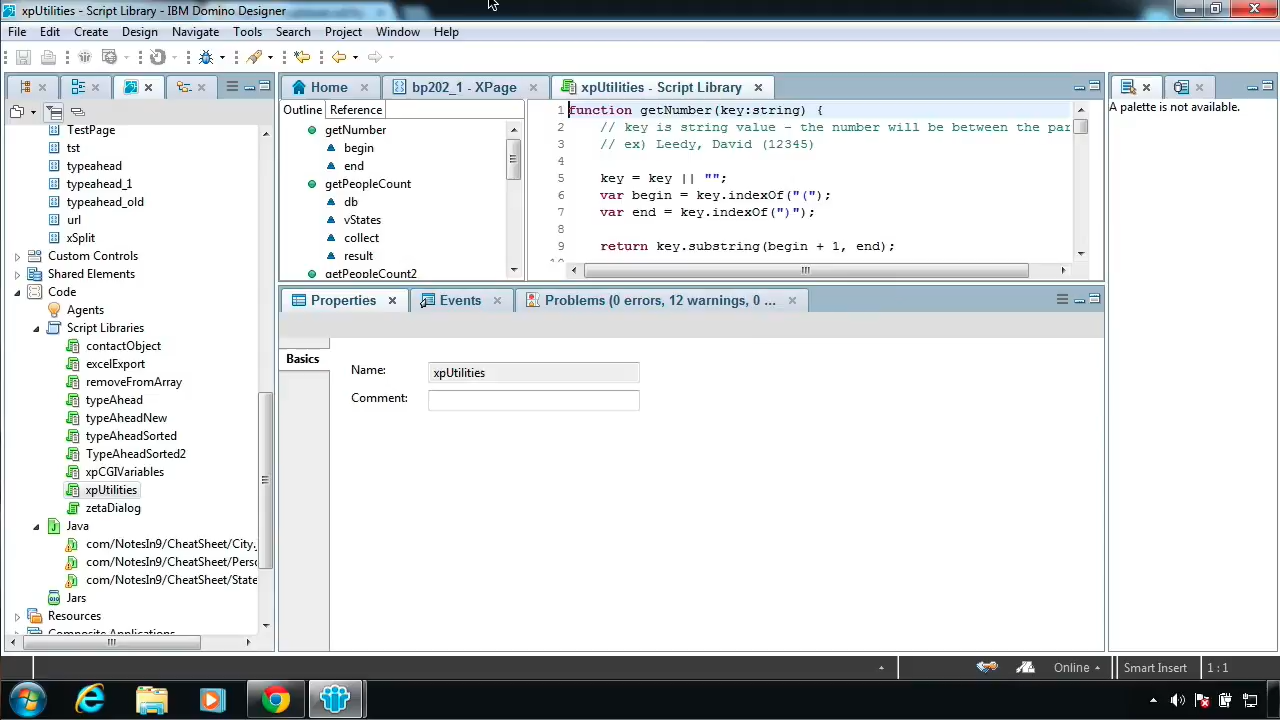 xpUtilities - Script Library - IBM Domino Designer
File Edit Create Design Navigate Tools Search Project Window Help
Home
bp202_1 - XPage
xpUtilities - Script Library
TestPage
tst
typeahead
typeahead_1
typeahead_old
url
xSplit
Custom Controls
Shared Elements
Code
Agents
Script Libraries
contactObject
excelExport
removeFromArray
typeAhead
typeAheadNew
typeAheadSorted
TypeAheadSorted2
xpCGIVariables
xpUtilities
zetaDialog
Java
com/NotesIn9/CheatSheet/City.
com/NotesIn9/CheatSheet/Perso
com/NotesIn9/CheatSheet/State
Jars
Resources
Composite Applications
Outline Reference
getNumber
begin
end
getPeopleCount
db
vStates
collect
result
getPeopleCount2
1 function getNumber(key:string) {
2 // key is string value - the number will be between the par
3 // ex) Leedy, David (12345)
4
5 key = key || "";
6 var begin = key.indexOf("(");
7 var end = key.indexOf(")");
8
9 return key.substring(begin + 1, end);
10
A palette is not available.
Properties
Events
Problems (0 errors, 12 warnings, 0 ...
Basics
Name: xpUtilities
Comment:
Online
Smart Insert
1 : 1